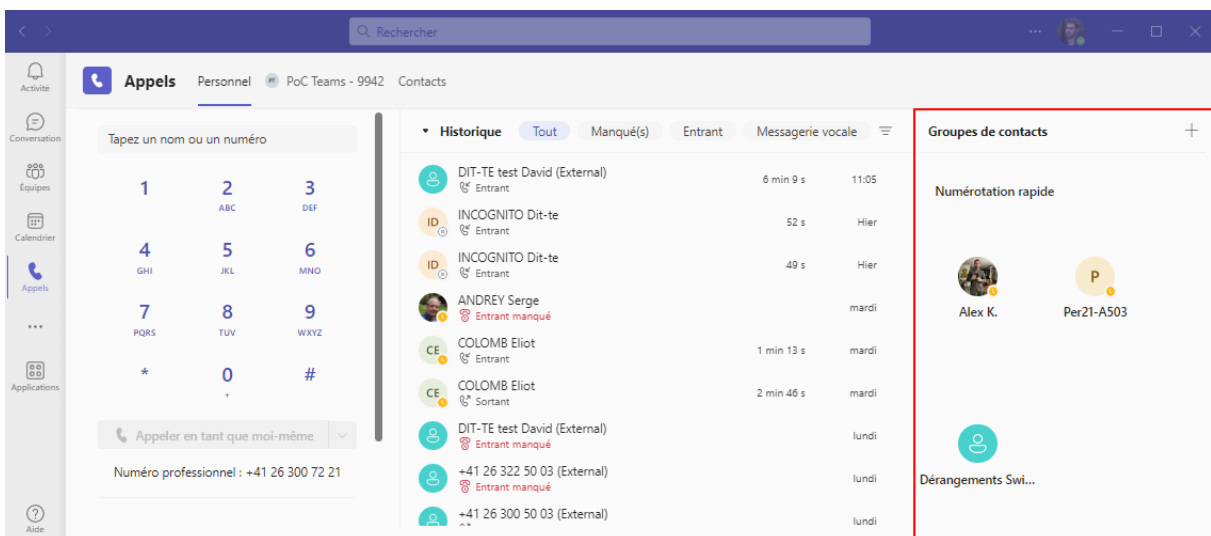 Rechercher
Activité
Conversation
Équipes
Calendrier
Appels
Applications
Aide
Appels Personnel PT PoC Teams - 9942 Contacts
Tapez un nom ou un numéro
1 2 3
ABC DEF
4 5 6
GHI JKL MNO
7 8 9
PQRS TUV WXYZ
* 0 #
+
Appeler en tant que moi-même
Numéro professionnel : +41 26 300 72 21
Historique Tout Manqué(s) Entrant Messagerie vocale
DIT-TE test David (External)
Entrant
6 min 9 s 11:05
ID INCOGNITO Dit-te
Entrant
52 s Hier
ID INCOGNITO Dit-te
Entrant
49 s Hier
ANDREY Serge
Entrant manqué
mardi
CE COLOMB Eliot
Entrant
1 min 13 s mardi
CE COLOMB Eliot
Sortant
2 min 46 s mardi
DIT-TE test David (External)
Entrant manqué
lundi
+41 26 322 50 03 (External)
Entrant manqué
lundi
+41 26 300 50 03 (External)
lundi
Groupes de contacts
Numérotation rapide
P
Alex K. Per21-A503
Dérangements Swi...